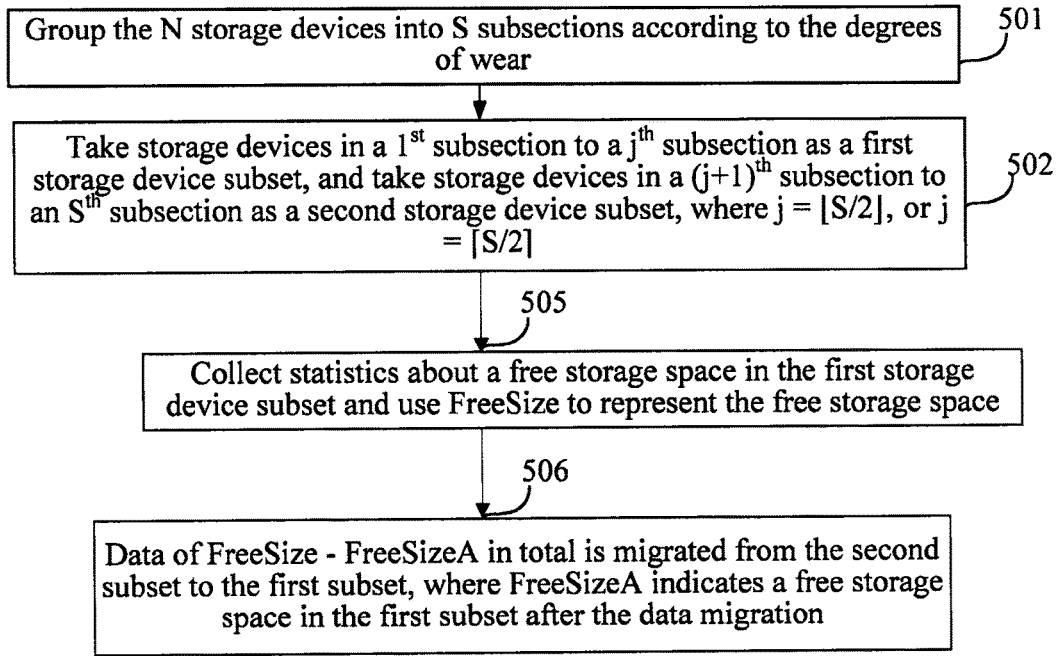 Group the N storage devices into S subsections according to the degrees
of wear
501
Take storage devices in a 1st subsection to a jth subsection as a first
storage device subset, and take storage devices in a (j+1)th subsection to
an Sth subsection as a second storage device subset, where j = ⌊S/2⌋, or j
= ⌈S/2⌉
502
505
Collect statistics about a free storage space in the first storage
device subset and use FreeSize to represent the free storage space
506
Data of FreeSize - FreeSizeA in total is migrated from the second
subset to the first subset, where FreeSizeA indicates a free storage
space in the first subset after the data migration